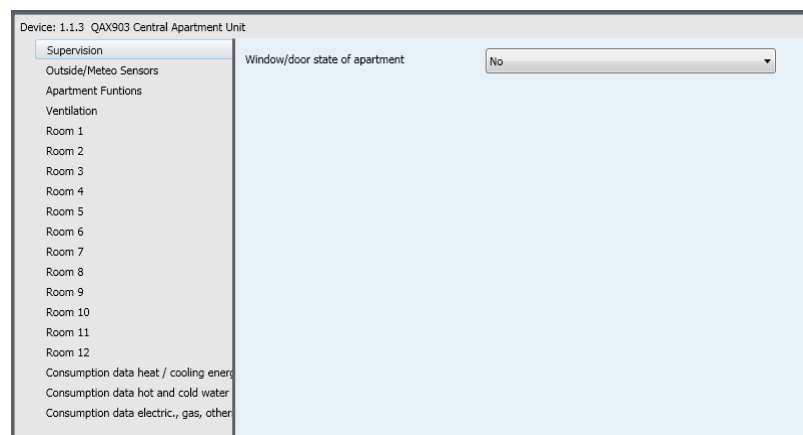 Device: 1.1.3 QAX903 Central Apartment Unit
Supervision
Outside/Meteo Sensors
Apartment Funtions
Ventilation
Room 1
Room 2
Room 3
Room 4
Room 5
Room 6
Room 7
Room 8
Room 9
Room 10
Room 11
Room 12
Consumption data heat / cooling energ
Consumption data hot and cold water
Consumption data electric., gas, other
Window/door state of apartment
No